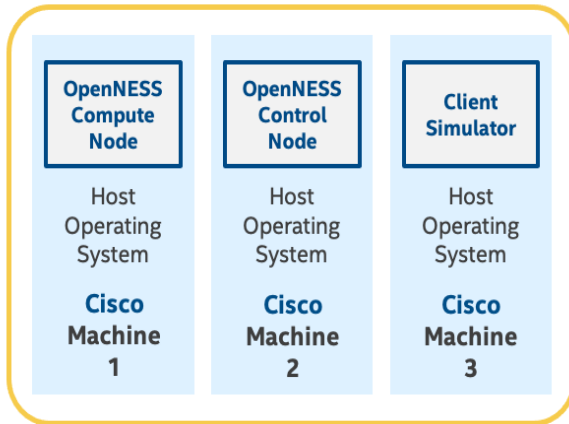 OpenNESS
Compute
Node
Host
Operating
System
Cisco
Machine
1
OpenNESS
Control
Node
Host
Operating
System
Cisco
Machine
2
Client
Simulator
Host
Operating
System
Cisco
Machine
3